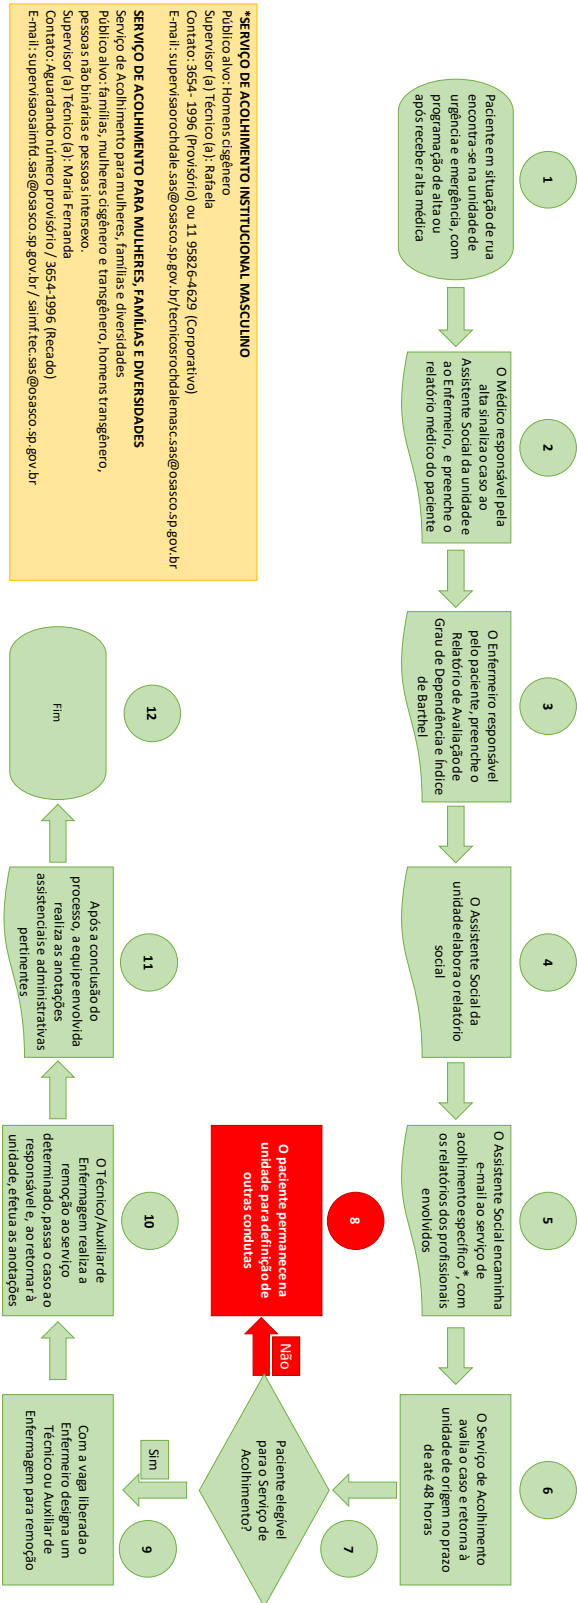 1
Paciente em situação de rua
encontra-se na unidade de
urgência e emergência, com
programação de alta ou
após receber alta médica
2
O Médico responsável pela
alta sinaliza o caso ao
Assistente Social da unidade e
ao Enfermeiro, e preenche o
relatório médico do paciente
3
O Enfermeiro responsável
pelo paciente, preenche o
Relatório de Avaliação de
Grau de Dependência e Índice
de Barthel
4
O Assistente Social da
unidade elabora o relatório
social
5
O Assistente Social encaminha
e-mail ao serviço de
acolhimento específico*, com
os relatórios dos profissionais
envolvidos
6
O Serviço de Acolhimento
avalia o caso e retorna à
unidade de origem no prazo
de até 48 horas
7
Paciente elegível
para o Serviço de
Acolhimento?
Não
8
O paciente permanece na
unidade para definição de
outras condutas
Sim
9
Com a vaga liberada o
Enfermeiro designa um
Técnico ou Auxiliar de
Enfermagem para remoção
10
O Técnico/Auxiliar de
Enfermagem realiza a
remoção ao serviço
determinado, passa o caso ao
responsável e, ao retornar à
unidade, efetua as anotações
11
Após a conclusão do
processo, a equipe envolvida
realiza as anotações
assistenciais e administrativas
pertinentes
12
Fim
*SERVIÇO DE ACOLHIMENTO INSTITUCIONAL MASCULINO
Público alvo: Homens cisgênero
Supervisor (a) Técnico (a): Rafaela
Contato: 3654- 1996 (Provisório) ou 11 95826-4629 (Corporativo)
E-mail: supervisaorochdale.sas@osasco.sp.gov.br/tecnicosrochdalemasc.sas@osasco.sp.gov.br
SERVIÇO DE ACOLHIMENTO PARA MULHERES, FAMÍLIAS E DIVERSIDADES
Serviço de Acolhimento para mulheres, famílias e diversidades
Público alvo: famílias, mulheres cisgênero e transgênero, homens transgênero,
pessoas não binárias e pessoas intersexo.
Supervisor (a) Técnico (a): Maria Fernanda
Contato: Aguardando número provisório / 3654-1996 (Recado)
E-mail: supervisaosaimfd.sas@osasco.sp.gov.br / saimf.tec.sas@osasco.sp.gov.br